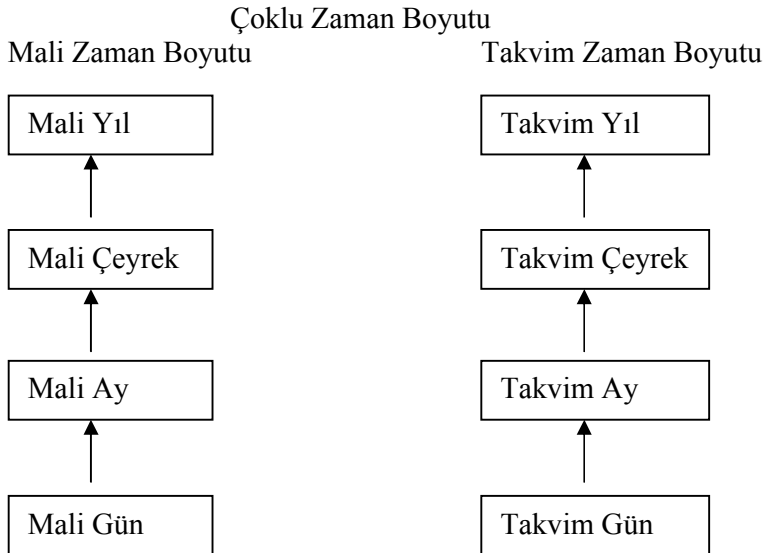 Çoklu Zaman Boyutu
Mali Zaman Boyutu Takvim Zaman Boyutu
Mali Yıl Takvim Yıl
Mali Çeyrek Takvim Çeyrek
Mali Ay Takvim Ay
Mali Gün Takvim Gün